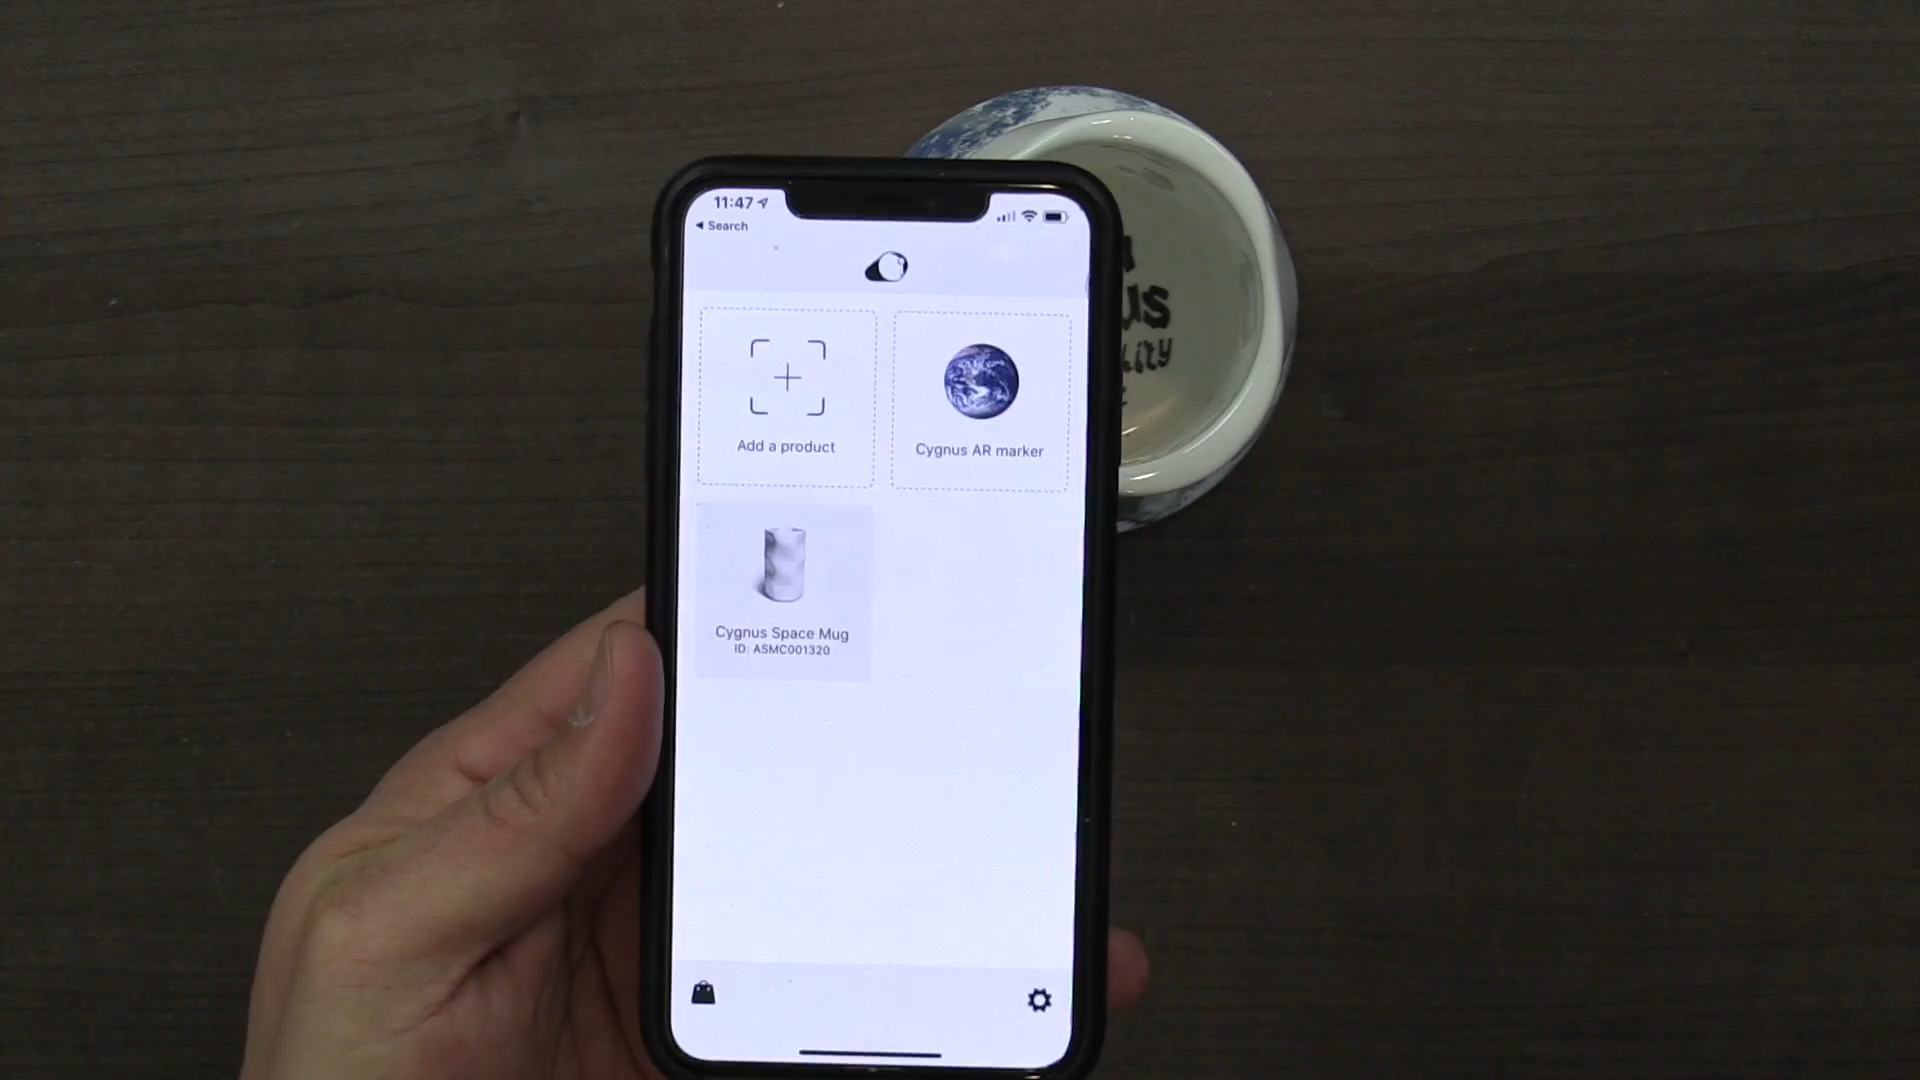 11:47
Search
Add a product
Cygnus AR marker
Cygnus Space Mug
ID: ASMC001320